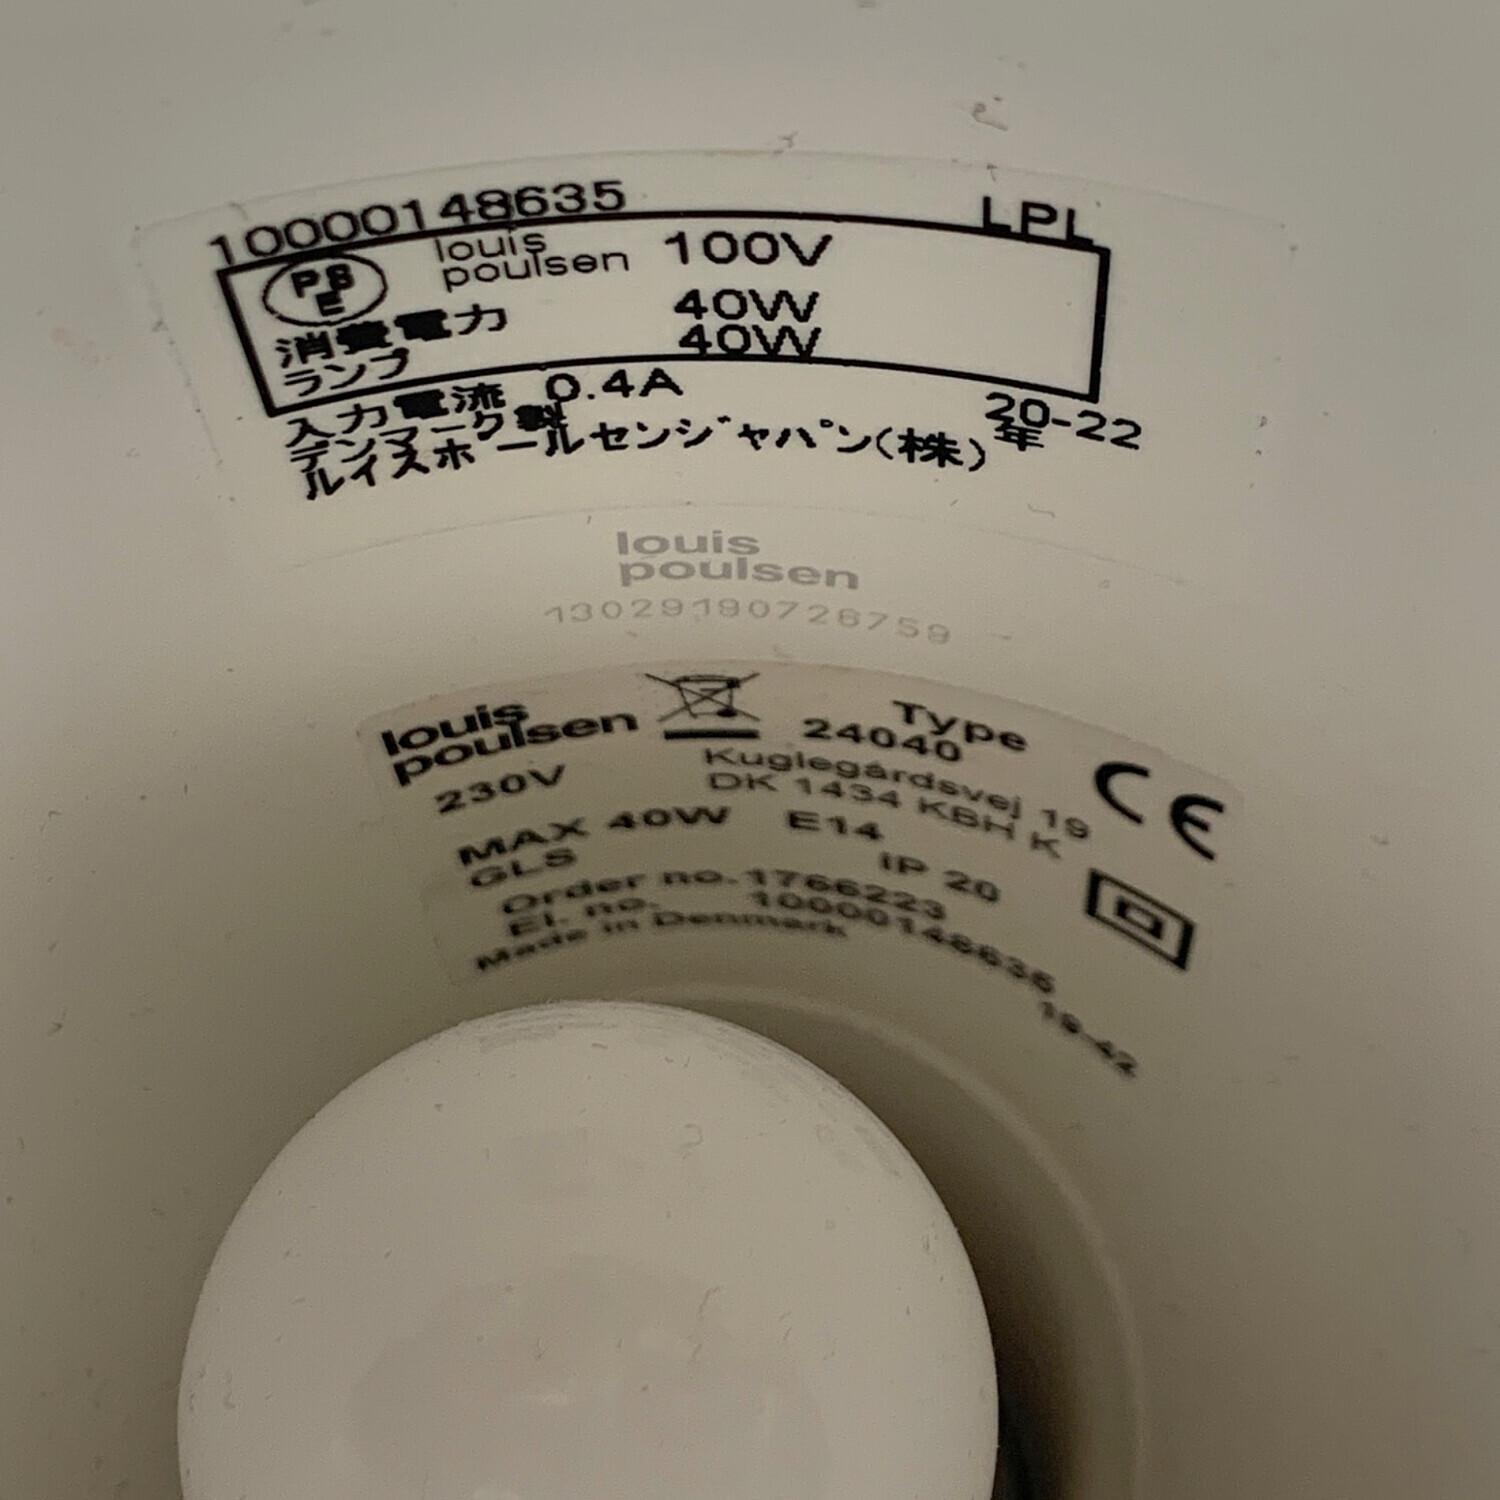 10000148635 LPL
PSE louis poulsen 100V
消費電力 40W
ランプ 40W
入力電流 0.4A
デンマーク製 20-22年
ルイスポールセンジャパン(株)
louis
poulsen
13029190726759
louis
poulsen
Type
24040
CE
230V
Kuglegårdsvej 19
DK 1434 KBH K
MAX 40W E14
GLS IP 20
Order no. 1766223
El. no. 10000148635
Made in Denmark
19-42